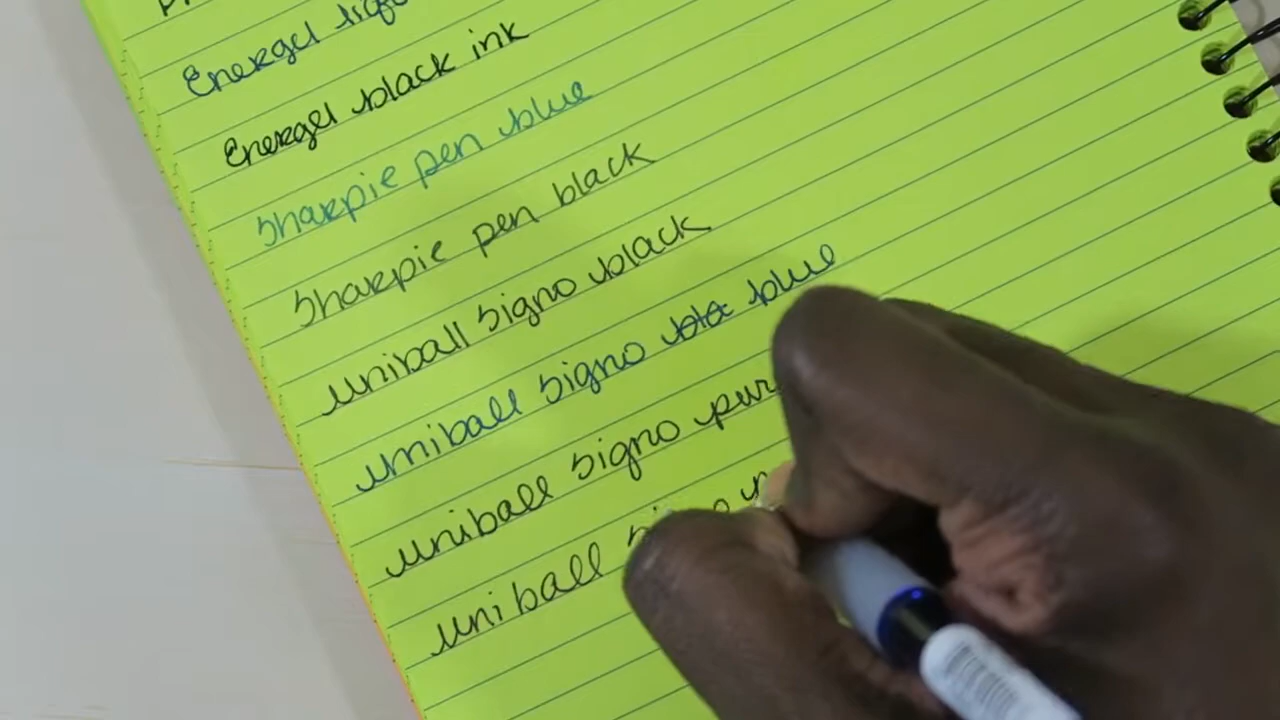 Energel
Energel black ink
Sharpie pen blue
Sharpie pen black
uniball signo black
uniball signo blue
uniball signo pur
uniball